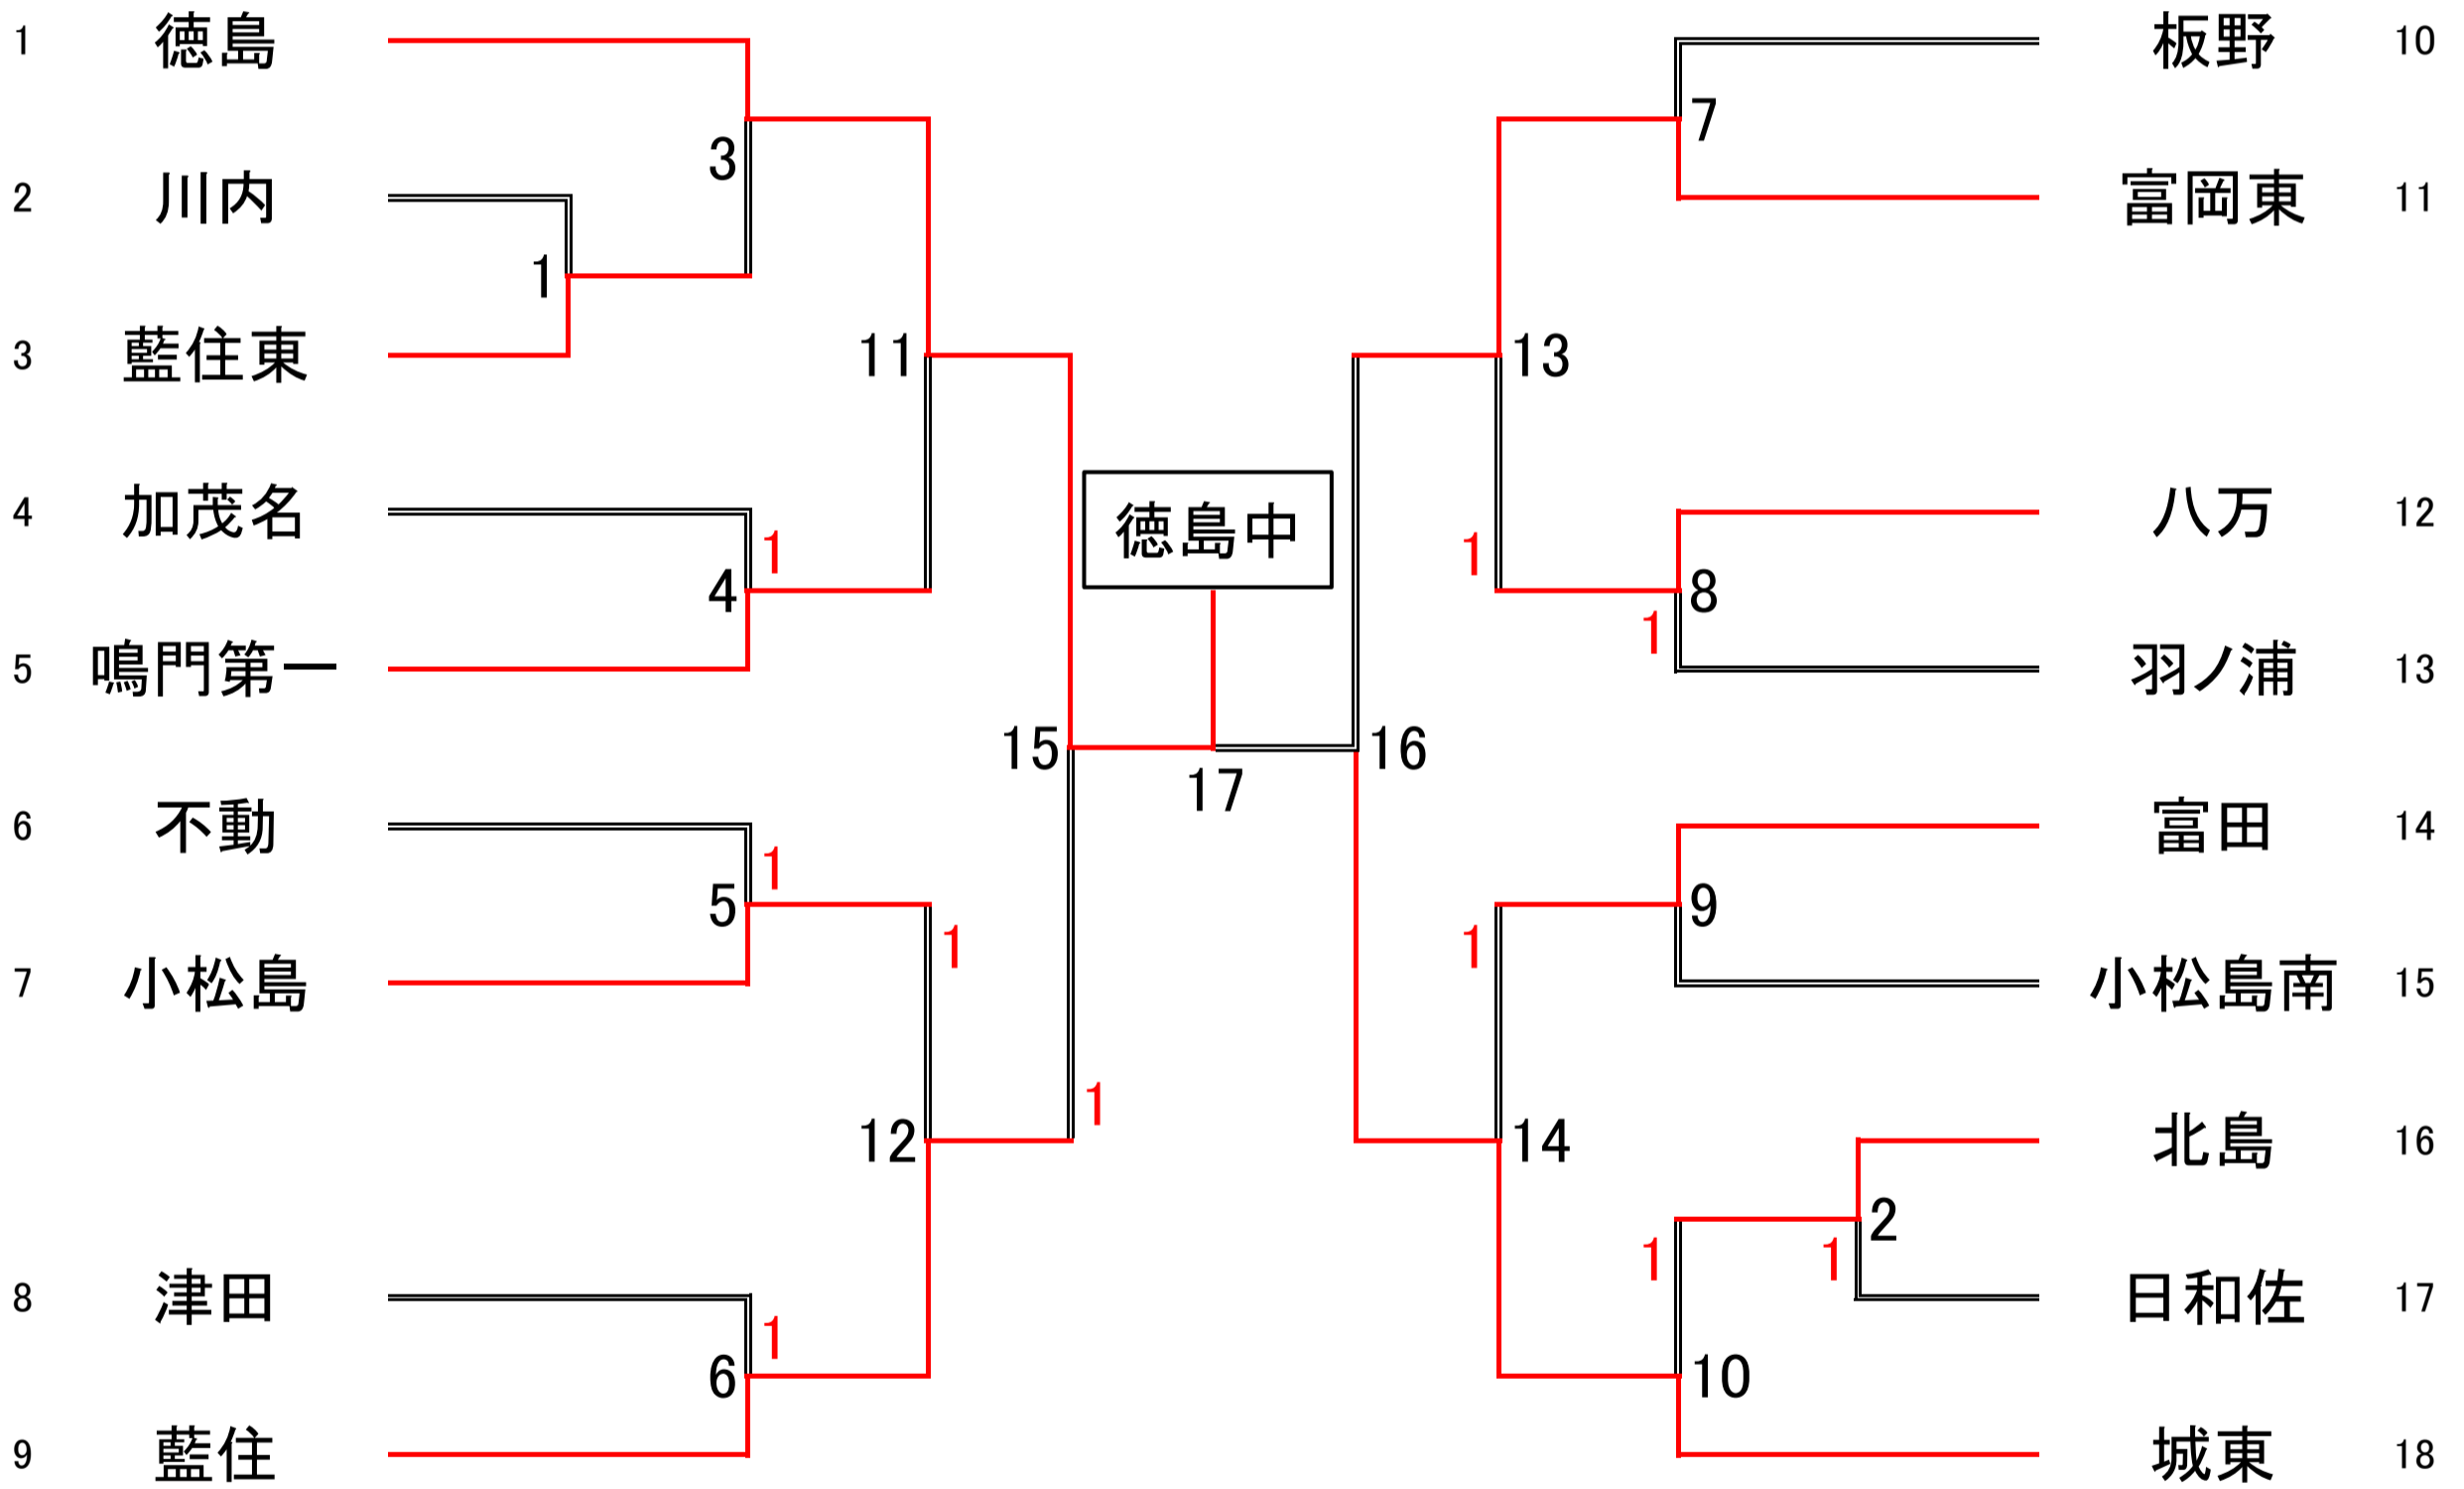 1 徳島
2 川内
3 藍住東
4 加茂名
5 鳴門第一
6 不動
7 小松島
8 津田
9 藍住
3
1
11
1
4
15
1
5
1
12
1
1
6
徳島中
17
7
13
1
8
1
16
9
1
14
2
1
1
10
板野 10
富岡東 11
八万 12
羽ノ浦 13
富田 14
小松島南 15
北島 16
日和佐 17
城東 18